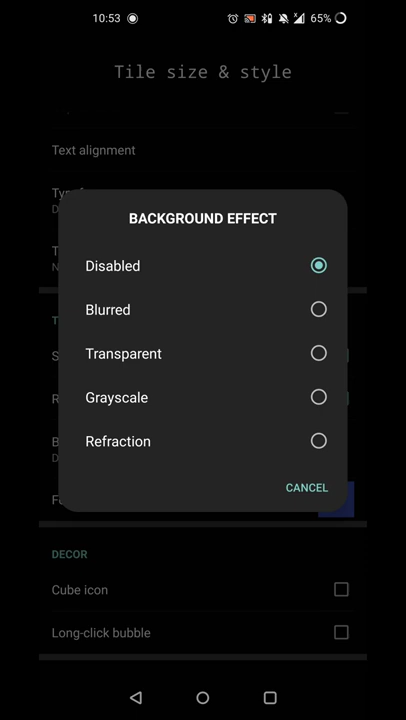 10:53
65%
Tile size & style
Text alignment
BACKGROUND EFFECT
Disabled
Blurred
Transparent
Grayscale
Refraction
CANCEL
DECOR
Cube icon
Long-click bubble